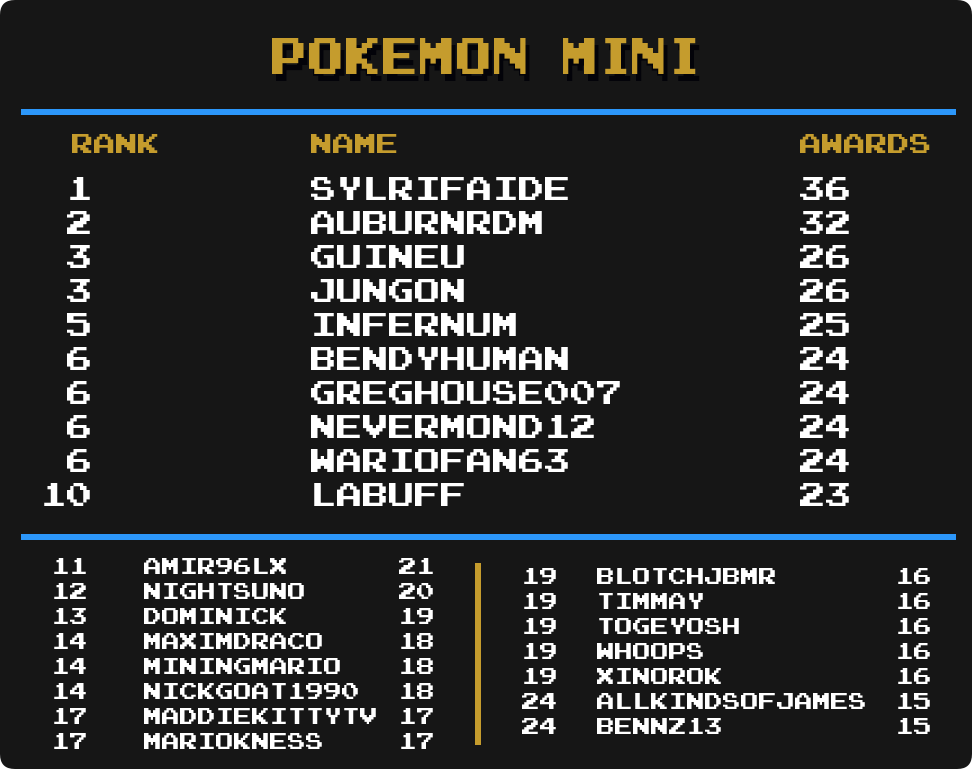 POKEMON MINI
RANK NAME AWARDS
1 SYLRIFAIDE 36
2 AUBURNRDM 32
3 GUINEU 26
3 JUNGON 26
5 INFERNUM 25
6 BENDYHUMAN 24
6 GREGHOUSE007 24
6 NEVERMOND12 24
6 WARIOFAN63 24
10 LABUFF 23
11 AMIR96LX 21
12 NIGHTSUNO 20
13 DOMINICK 19
14 MAXIMDRACO 18
14 MININGMARIO 18
14 NICKGOAT1990 18
17 MADDIEKITTYTV 17
17 MARIOKNESS 17
19 BLOTCHJBMR 16
19 TIMMAY 16
19 TOGEYOSH 16
19 WHOOPS 16
19 XINOROK 16
24 ALLKINDSOFJAMES 15
24 BENNZ13 15